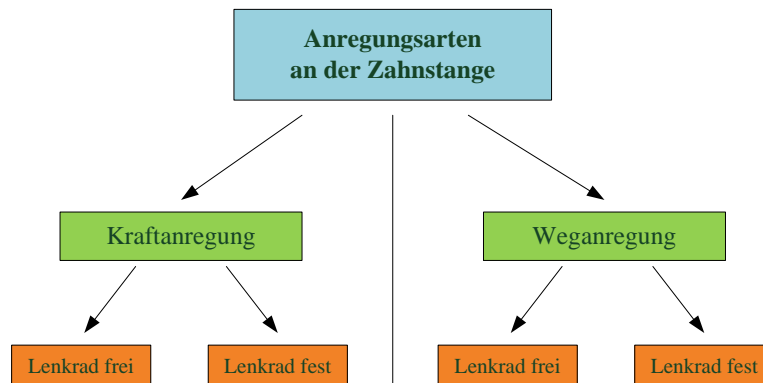 Anregungsarten
an der Zahnstange
Kraftanregung
Weganregung
Lenkrad frei
Lenkrad fest
Lenkrad frei
Lenkrad fest